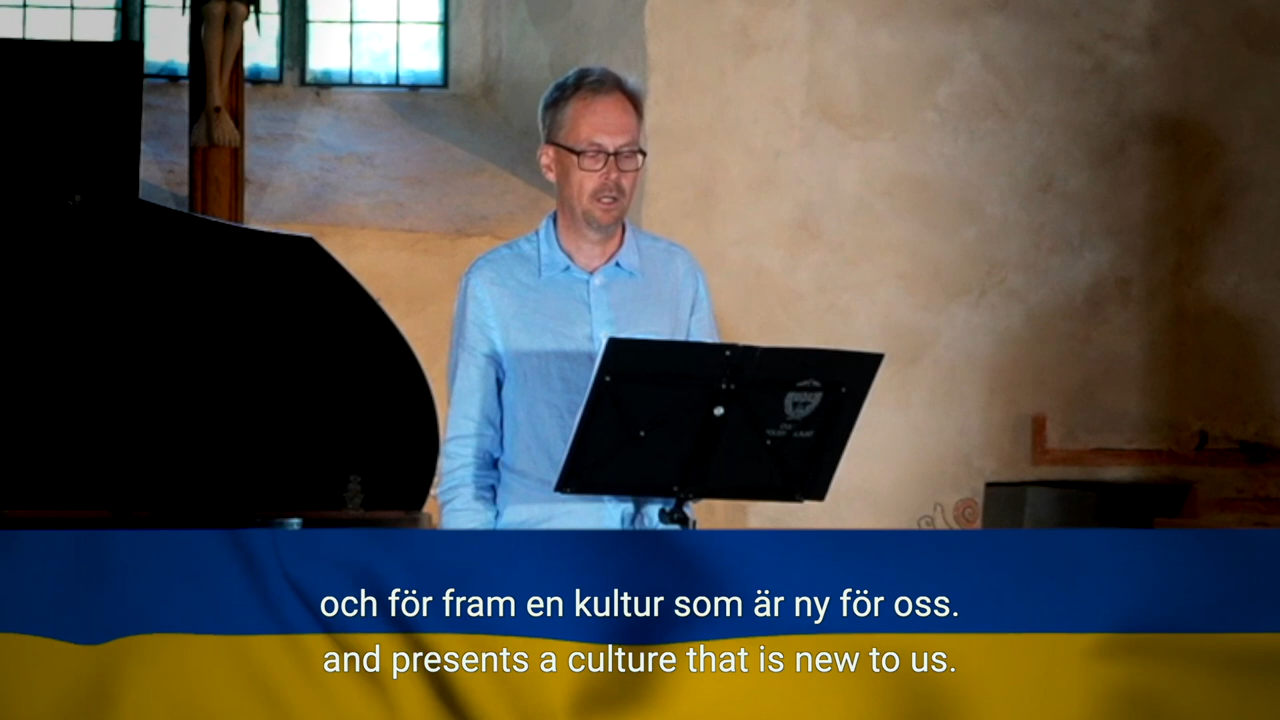 och för fram en kultur som är ny för oss.
and presents a culture that is new to us.